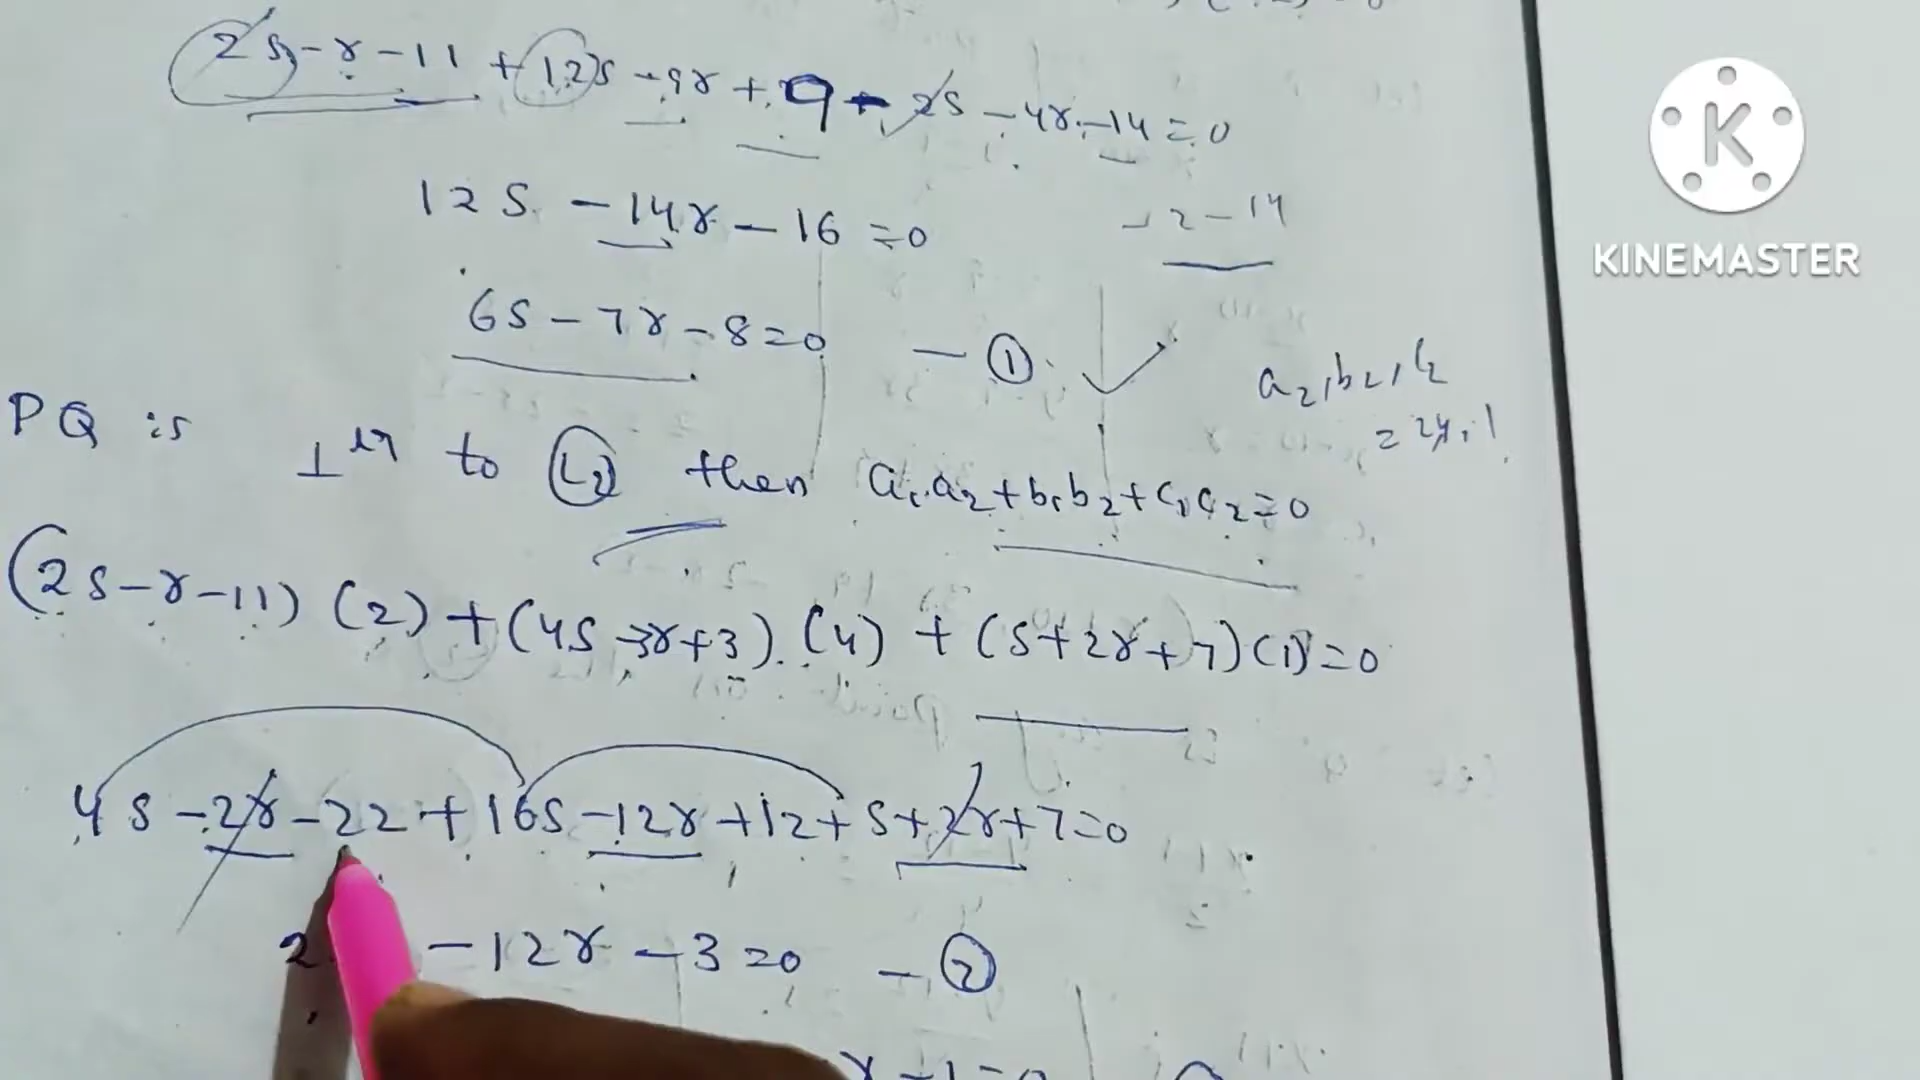 2s - r - 11 + 12s - 9r + 9 - 2s - 4r - 14 = 0
12s - 14r - 16 = 0
-2-14
6s - 7r - 8 = 0 - ①
a2, b2, c2
= 2, 4, 1
PQ is ⊥ler to L2 then a1a2 + b1b2 + c1c2 = 0
(2s - r - 11) (2) + (4s - 3r + 3) (4) + (s + 2r + 7)(1) = 0
4s - 2r - 22 + 16s - 12r + 12 + s + 2r + 7 = 0
2 - 12r - 3 = 0 - ②
KINEMASTER